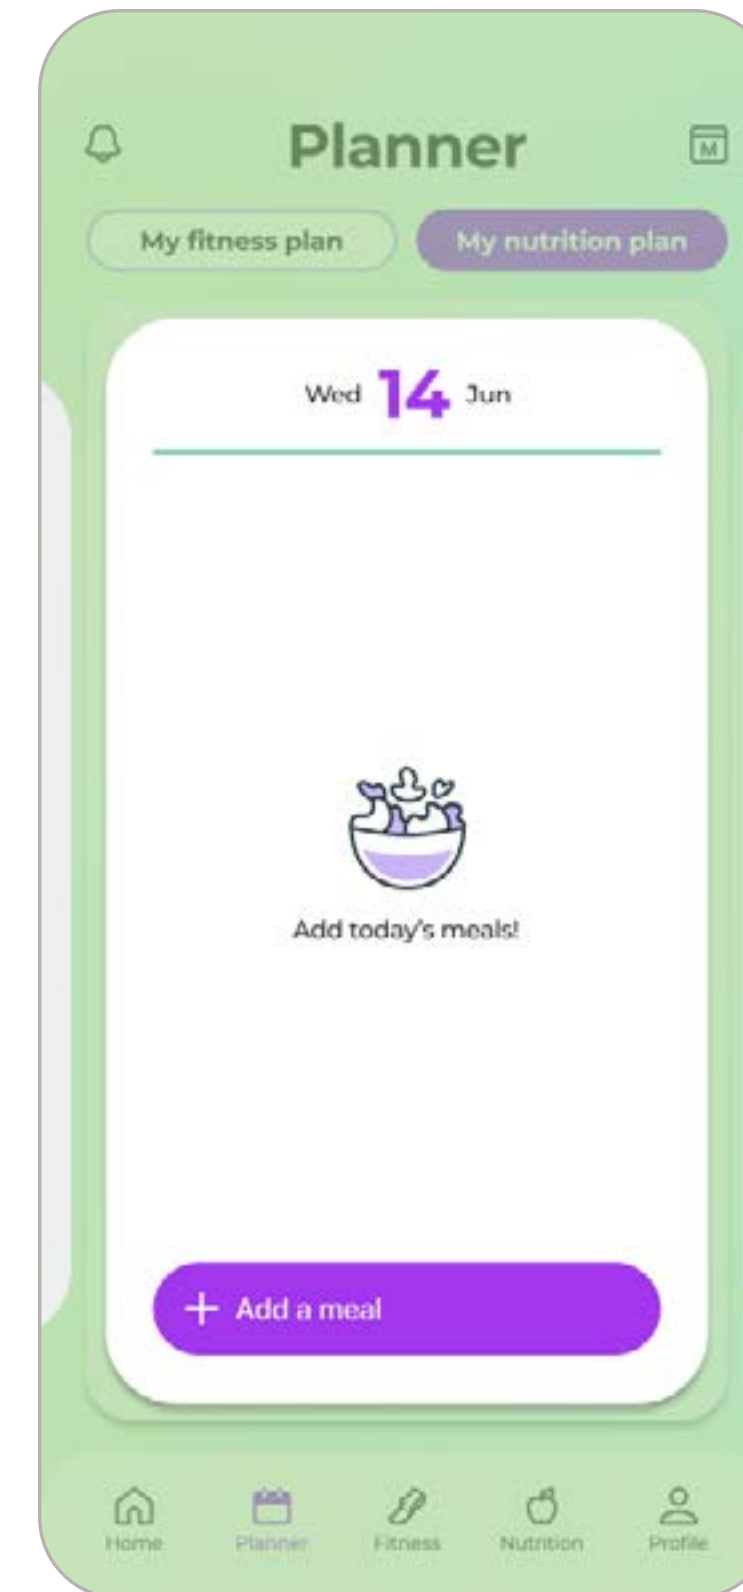 Planner
M
My fitness plan My nutrition plan
Wed 14 Jun
Add today's meals!
+ Add a meal
Home Planner Fitness Nutrition Profile